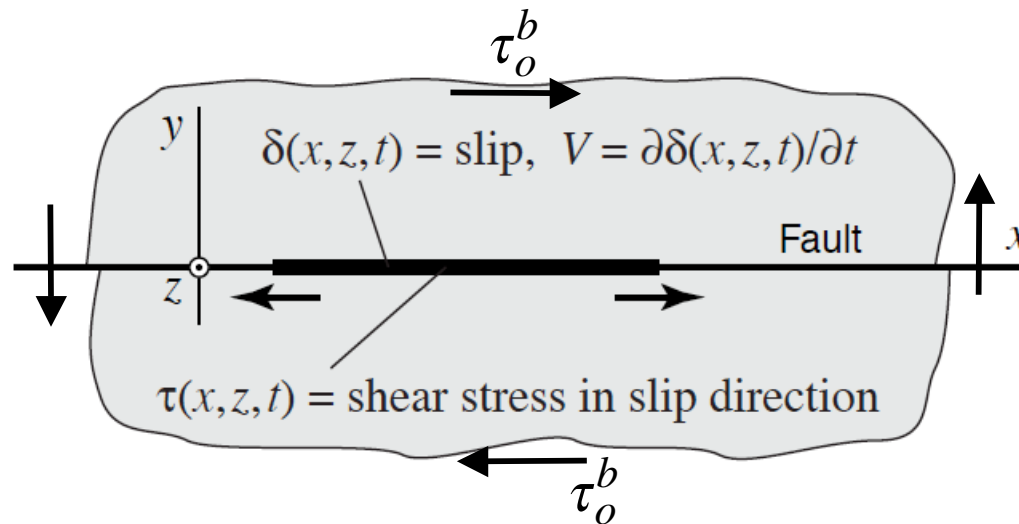 τ_o^b
y
δ(x,z,t) = slip, V = ∂δ(x,z,t)/∂t
Fault
x
z
τ(x,z,t) = shear stress in slip direction
τ_o^b